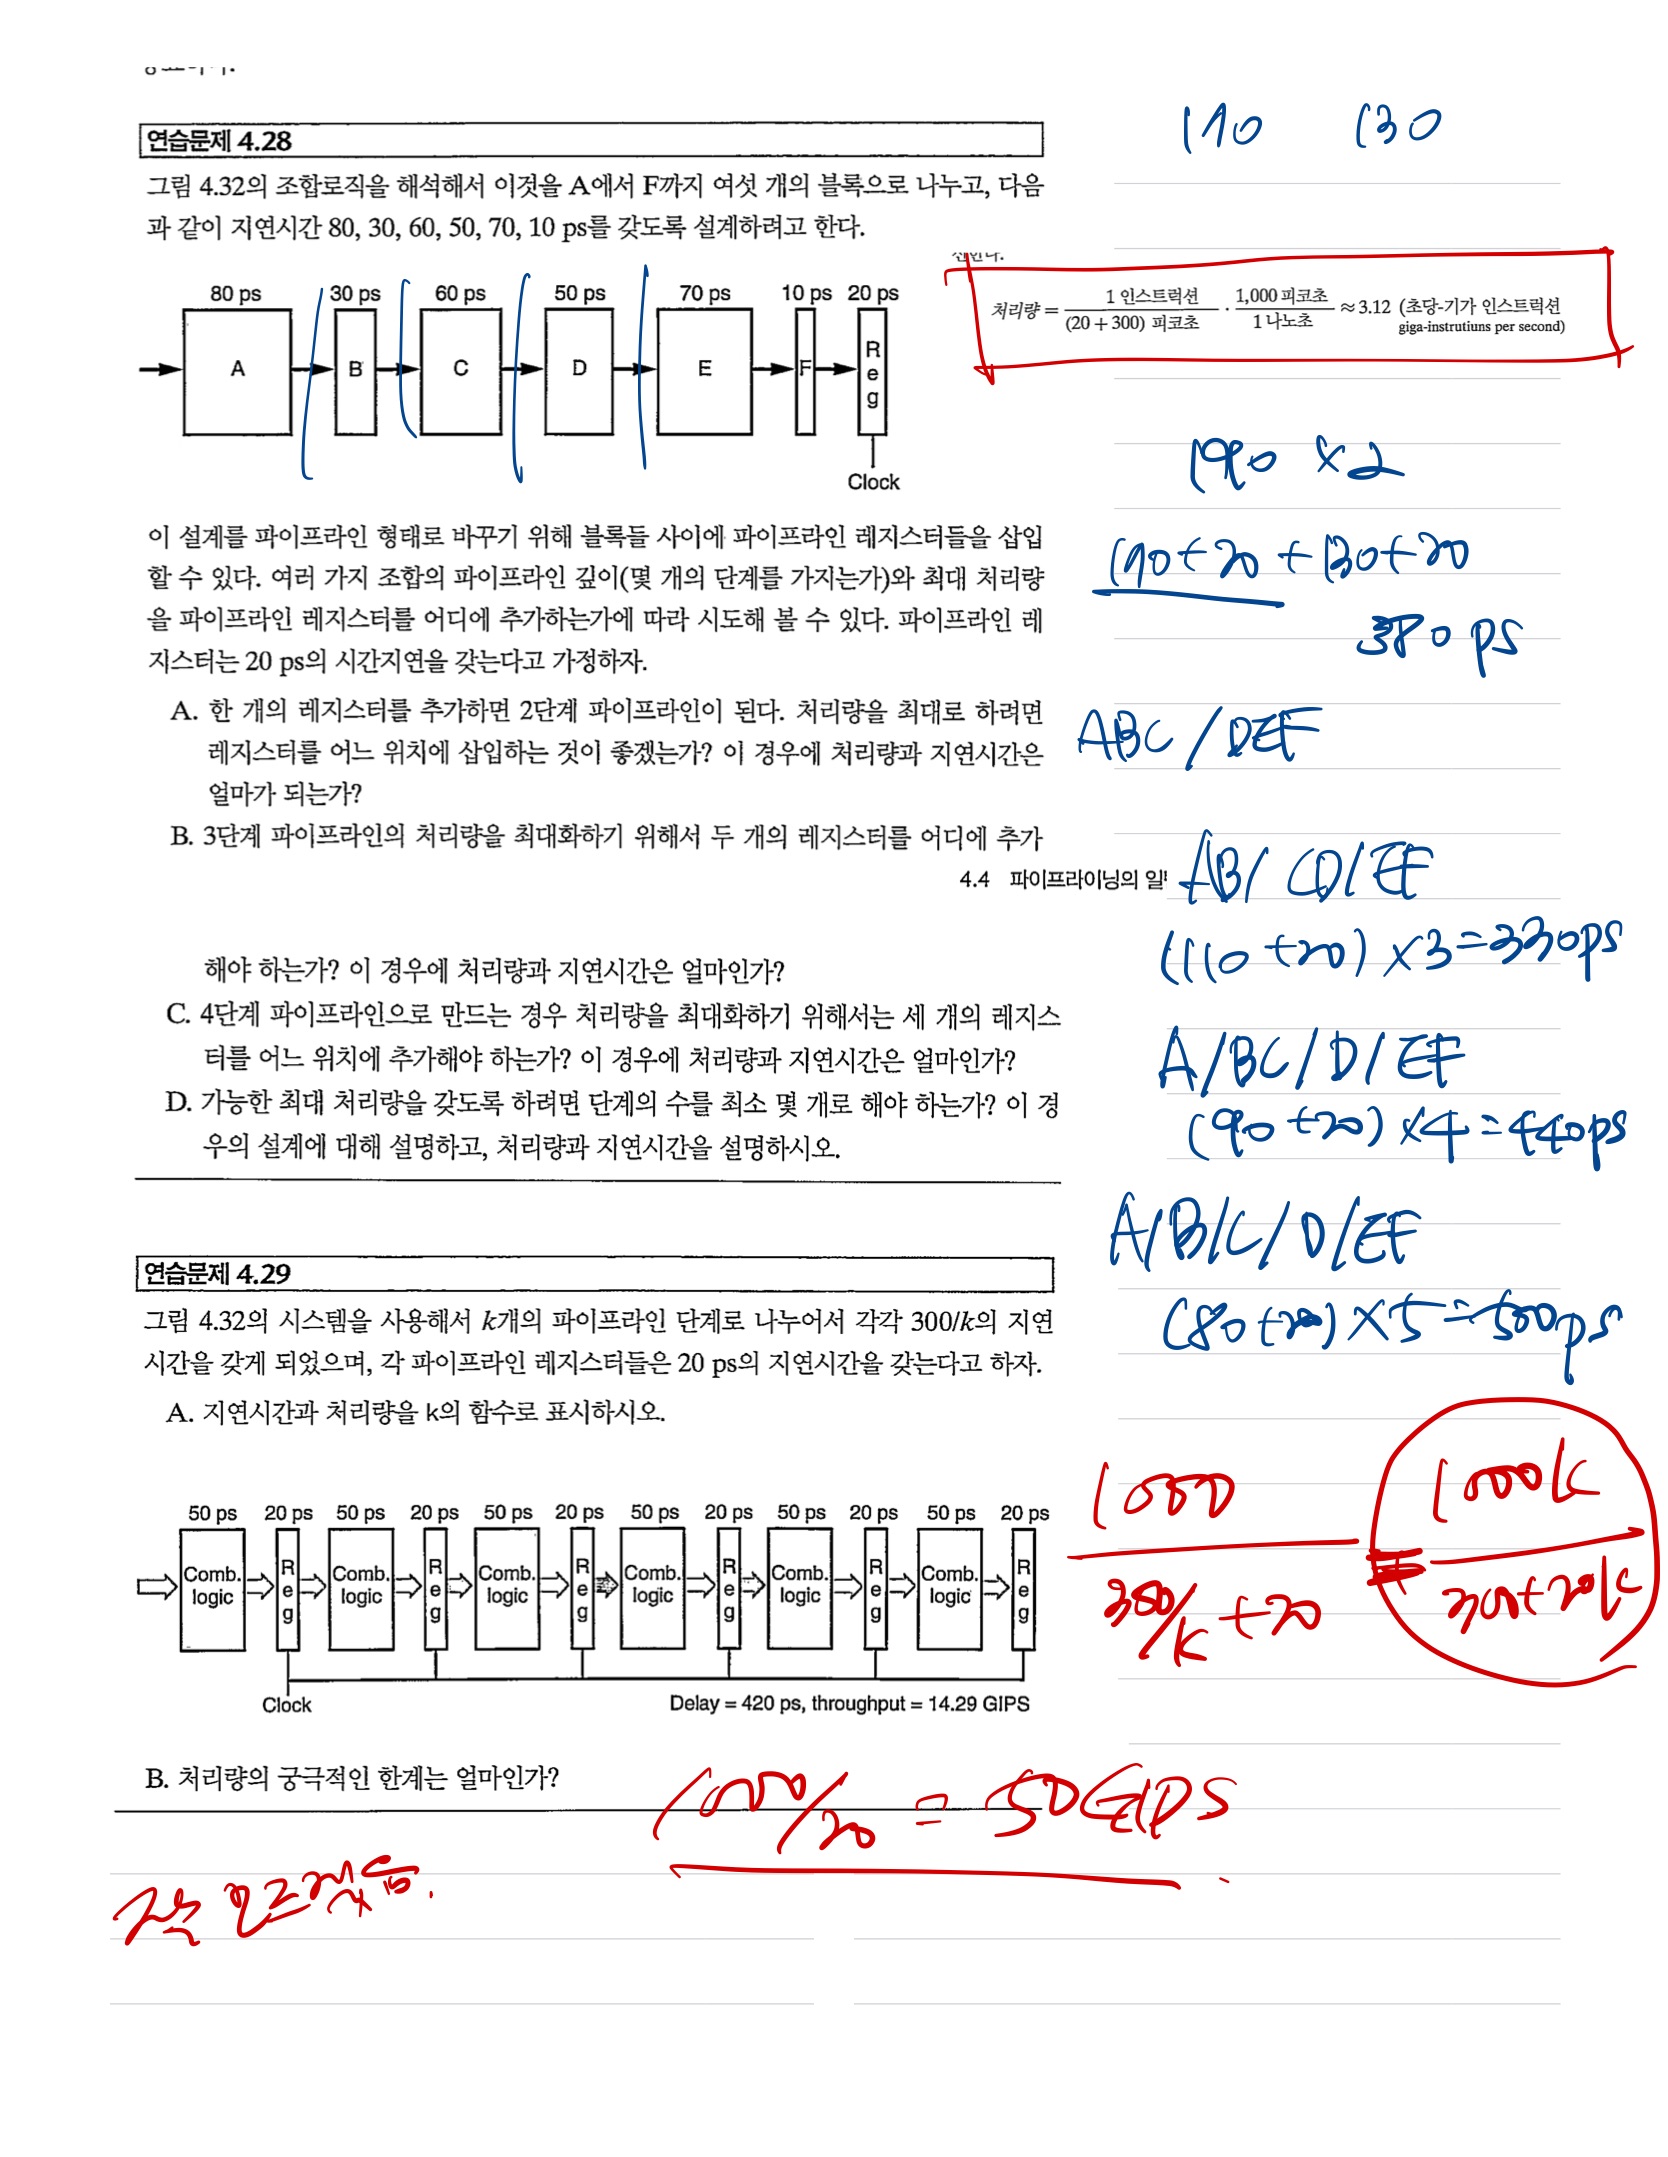 연습문제 4.28
그림 4.32의 조합로직을 해석해서 이것을 A에서 F까지 여섯 개의 블록으로 나누고, 다음
과 같이 지연시간 80, 30, 60, 50, 70, 10 ps를 갖도록 설계하려고 한다.
110 130
처리량 = 1 인스트럭션 / (20 + 300) 피코초 · 1,000 피코초 / 1 나노초 ≈ 3.12 (초당-기가 인스트럭션
giga-instrutiuns per second)
80 ps 30 ps 60 ps 50 ps 70 ps 10 ps 20 ps
A B C D E F Reg
Clock
190 × 2
190+20 + 130+20
380 ps
이 설계를 파이프라인 형태로 바꾸기 위해 블록들 사이에 파이프라인 레지스터들을 삽입
할 수 있다. 여러 가지 조합의 파이프라인 깊이(몇 개의 단계를 가지는가)와 최대 처리량
을 파이프라인 레지스터를 어디에 추가하는가에 따라 시도해 볼 수 있다. 파이프라인 레
지스터는 20 ps의 시간지연을 갖는다고 가정하자.
A. 한 개의 레지스터를 추가하면 2단계 파이프라인이 된다. 처리량을 최대로 하려면
레지스터를 어느 위치에 삽입하는 것이 좋겠는가? 이 경우에 처리량과 지연시간은
얼마가 되는가?
ABC / DEF
B. 3단계 파이프라인의 처리량을 최대화하기 위해서 두 개의 레지스터를 어디에 추가
4.4 파이프라이닝의 일
AB / CD / EF
(110 +20) ×3 = 330ps
해야 하는가? 이 경우에 처리량과 지연시간은 얼마인가?
C. 4단계 파이프라인으로 만드는 경우 처리량을 최대화하기 위해서는 세 개의 레지스
터를 어느 위치에 추가해야 하는가? 이 경우에 처리량과 지연시간은 얼마인가?
A / BC / D / EF
(90 +20) ×4 = 440ps
D. 가능한 최대 처리량을 갖도록 하려면 단계의 수를 최소 몇 개로 해야 하는가? 이 경
우의 설계에 대해 설명하고, 처리량과 지연시간을 설명하시오.
A/B/C/D/EF
(80 +20) ×5 = 500ps
연습문제 4.29
그림 4.32의 시스템을 사용해서 k개의 파이프라인 단계로 나누어서 각각 300/k의 지연
시간을 갖게 되었으며, 각 파이프라인 레지스터들은 20 ps의 지연시간을 갖는다고 하자.
A. 지연시간과 처리량을 k의 함수로 표시하시오.
1000 / 300/k + 20 = 1000k / 300+20k
50 ps 20 ps 50 ps 20 ps 50 ps 20 ps 50 ps 20 ps 50 ps 20 ps 50 ps 20 ps
Comb. logic Reg Comb. logic Reg Comb. logic Reg Comb. logic Reg Comb. logic Reg Comb. logic Reg
Clock
Delay = 420 ps, throughput = 14.29 GIPS
B. 처리량의 궁극적인 한계는 얼마인가?
1000/20 = 50GIPS